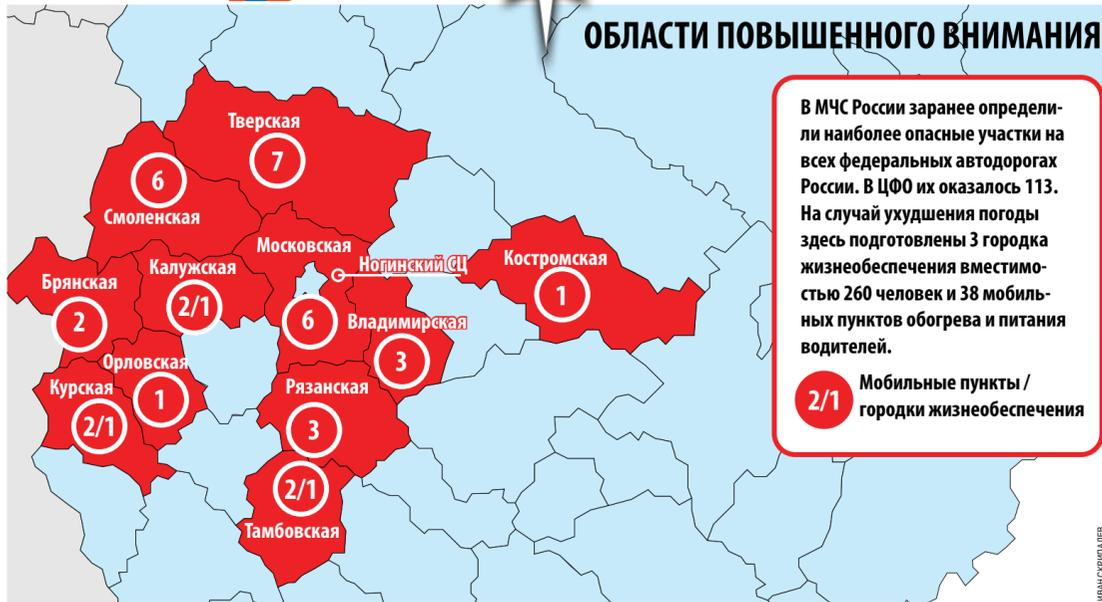 ОБЛАСТИ ПОВЫШЕННОГО ВНИМАНИЯ
В МЧС России заранее определи-
ли наиболее опасные участки на
всех федеральных автодорогах
России. В ЦФО их оказалось 113.
На случай ухудшения погоды
здесь подготовлены 3 городка
жизнеобеспечения вместимо-
стью 260 человек и 38 мобиль-
ных пунктов обогрева и питания
водителей.
2/1
Мобильные пункты /
городки жизнеобеспечения
Тверская
7
6
Смоленская
Московская
6
Ногинский СЦ
Костромская
1
Брянская
2
Калужская
2/1
Владимирская
3
Орловская
1
Курская
2/1
Рязанская
3
2/1
Тамбовская
ИВАН СКРИПАЛЕВ